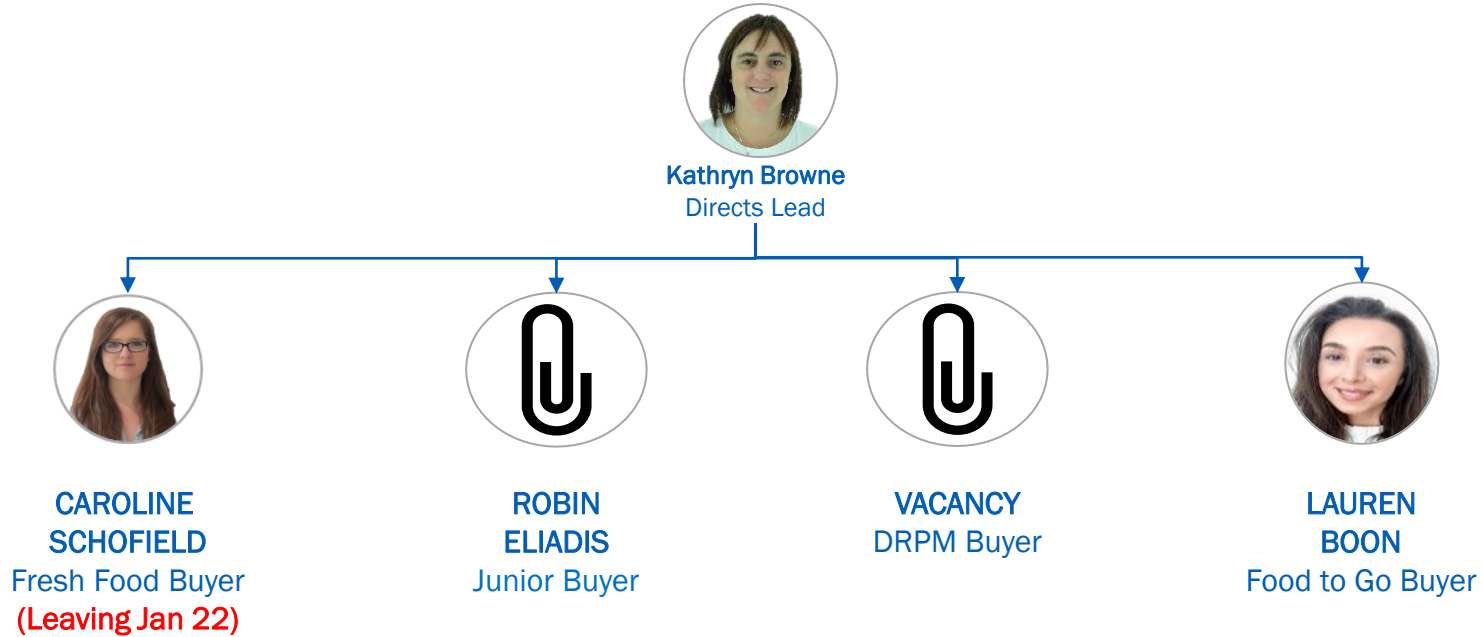 Kathryn Browne
Directs Lead
CAROLINE
SCHOFIELD
Fresh Food Buyer
(Leaving Jan 22)
ROBIN
ELIADIS
Junior Buyer
VACANCY
DRPM Buyer
LAUREN
BOON
Food to Go Buyer